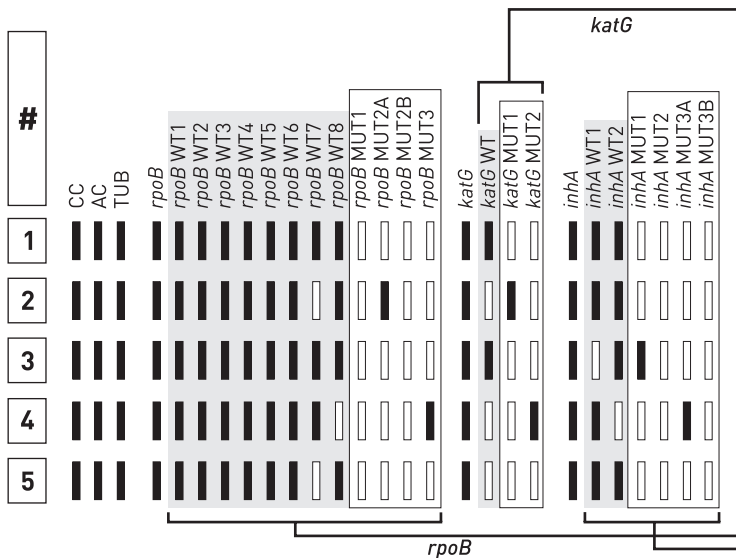 katG
#
CC
AC
TUB
rpoB
rpoB WT1
rpoB WT2
rpoB WT3
rpoB WT4
rpoB WT5
rpoB WT6
rpoB WT7
rpoB WT8
rpoB MUT1
rpoB MUT2A
rpoB MUT2B
rpoB MUT3
katG
katG WT
katG MUT1
katG MUT2
inhA
inhA WT1
inhA WT2
inhA MUT1
inhA MUT2
inhA MUT3A
inhA MUT3B
1
2
3
4
5
rpoB